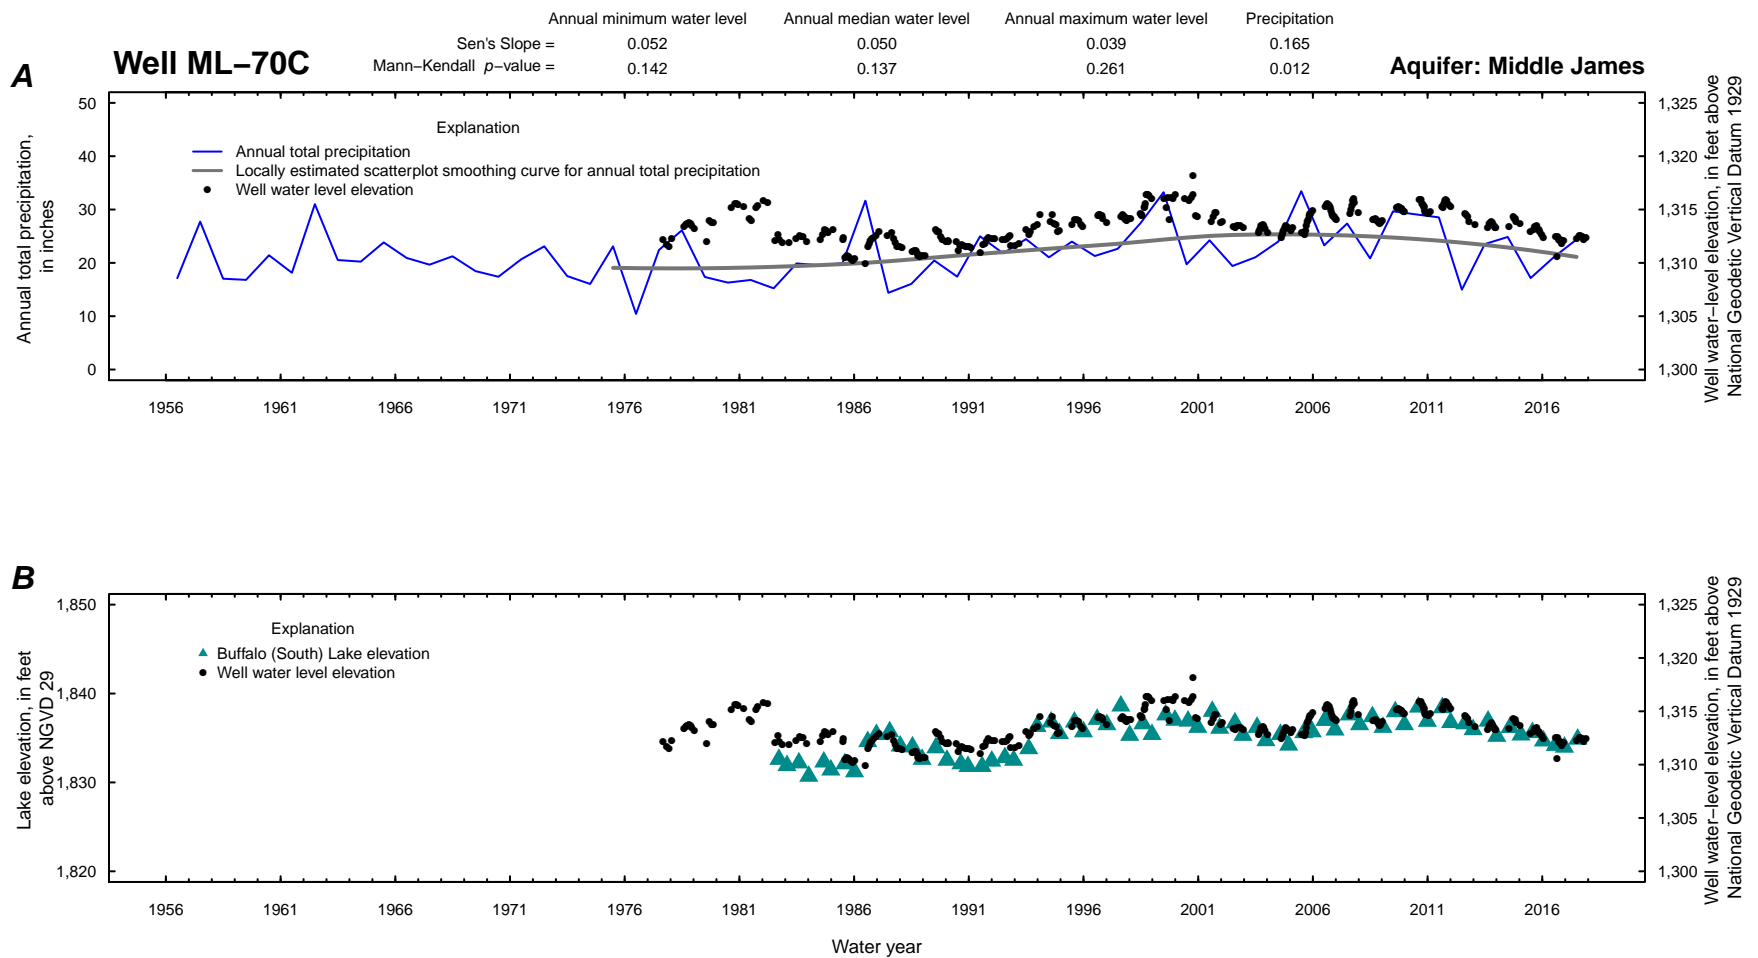 Annual minimum water level Annual median water level Annual maximum water level Precipitation
Sen's Slope = 0.052 0.050 0.039 0.165
Mann−Kendall p−value = 0.142 0.137 0.261 0.012
Well ML−70C
Aquifer: Middle James
A
Annual total precipitation,
in inches
50
40
30
20
10
0
Explanation
Annual total precipitation
Locally estimated scatterplot smoothing curve for annual total precipitation
Well water level elevation
1,325
1,320
1,315
1,310
1,305
1,300
Well water−level elevation, in feet above
National Geodetic Vertical Datum 1929
1956 1961 1966 1971 1976 1981 1986 1991 1996 2001 2006 2011 2016
B
Lake elevation, in feet
above NGVD 29
1,850
1,840
1,830
1,820
Explanation
Buffalo (South) Lake elevation
Well water level elevation
1,325
1,320
1,315
1,310
1,305
1,300
Well water−level elevation, in feet above
National Geodetic Vertical Datum 1929
1956 1961 1966 1971 1976 1981 1986 1991 1996 2001 2006 2011 2016
Water year